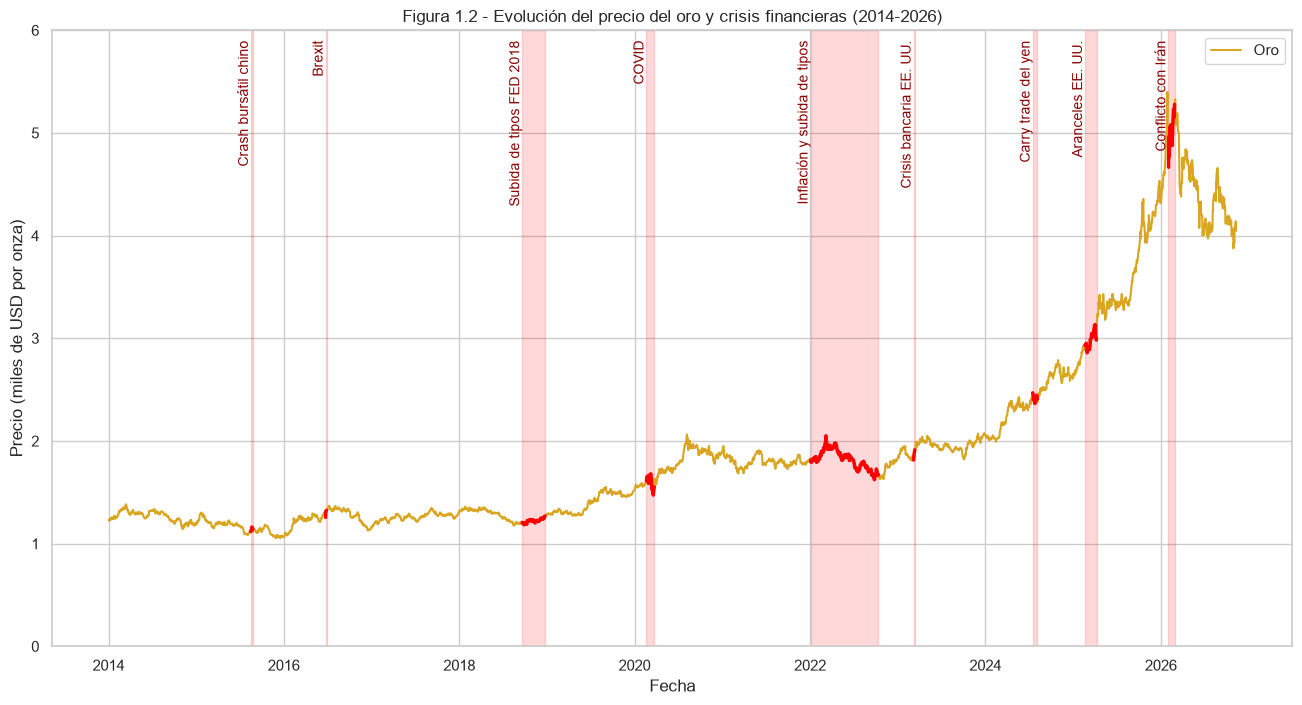 Figura 1.2 - Evolución del precio del oro y crisis financieras (2014-2026)
Precio (miles de USD por onza)
6
5
4
3
2
1
0
Crash bursátil chino
Brexit
Subida de tipos FED 2018
COVID
Inflación y subida de tipos
Crisis bancaria EE. UU.
Carry trade del yen
Aranceles EE. UU.
Conflicto con Irán
Oro
2014 2016 2018 2020 2022 2024 2026
Fecha